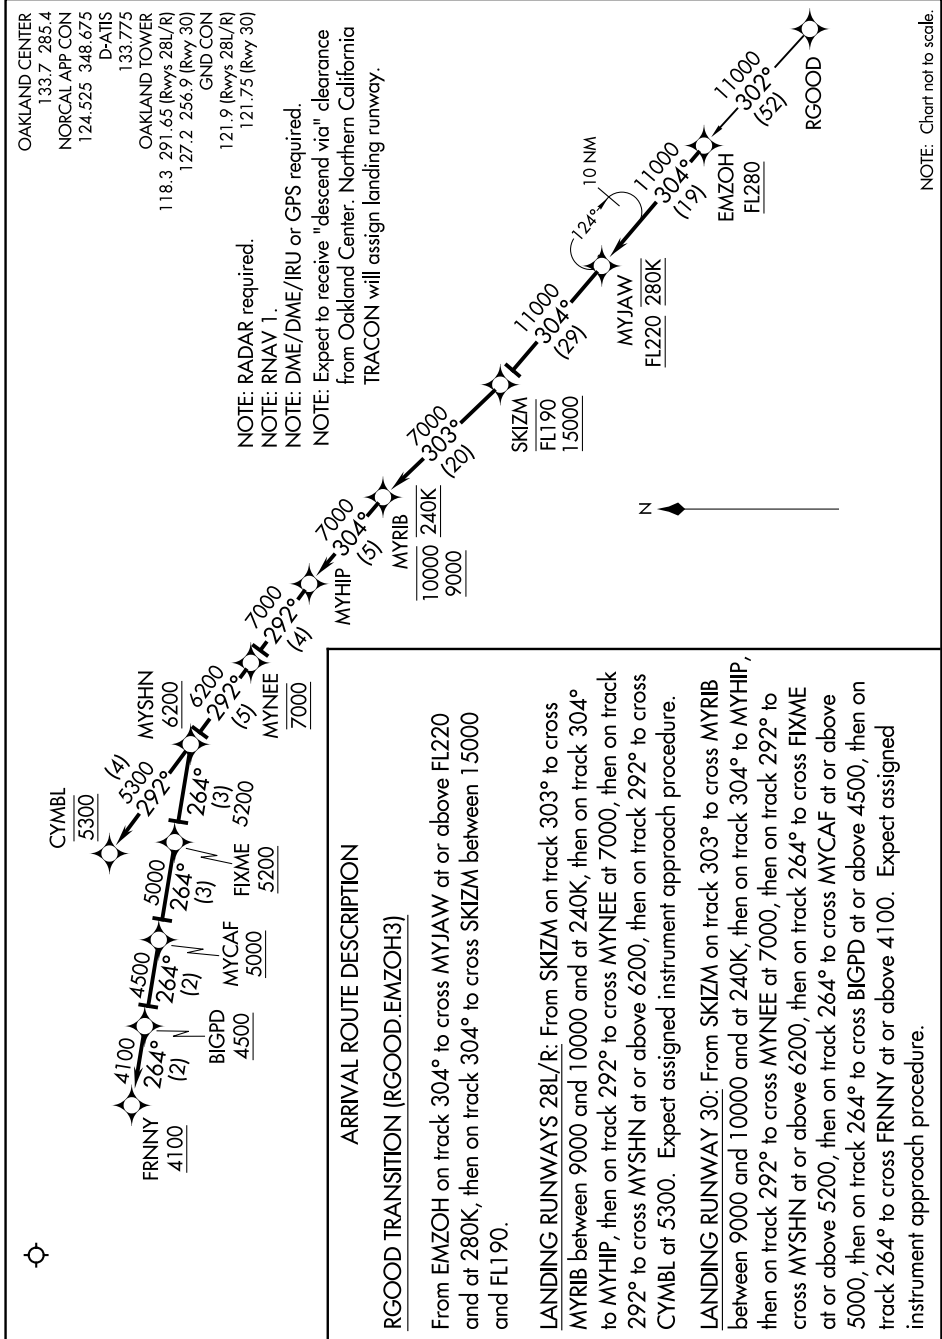 OAKLAND CENTER
133.7 285.4
NORCAL APP CON
124.525 348.675
D-ATIS
133.775
OAKLAND TOWER
118.3 291.65 (Rwys 28L/R)
127.2 256.9 (Rwy 30)
GND CON
121.9 (Rwys 28L/R)
121.75 (Rwy 30)
NOTE: RADAR required.
NOTE: RNAV 1.
NOTE: DME/DME/IRU or GPS required.
NOTE: Expect to receive "descend via" clearance
from Oakland Center. Northern California
TRACON will assign landing runway.
CYMBL
5300
(4)
5300
292°
MYSHN
6200
6200
292°
(5)
MYNEE
7000
7000
292°
(4)
MYHIP
7000
304°
(5)
MYRIB
10000 240K
9000
7000
303°
(20)
SKIZM
FL190
15000
11000
304°
(29)
MYJAW
FL220 280K
124°
10 NM
11000
304°
(19)
EMZOH
FL280
11000
302°
(52)
RGOOD
FRNNY
4100
4100
264°
(2)
BIGPD
4500
4500
264°
(2)
MYCAF
5000
5000
264°
(3)
FIXME
5200
264°
(3)
5200
N
NOTE: Chart not to scale.
ARRIVAL ROUTE DESCRIPTION
RGOOD TRANSITION (RGOOD.EMZOH3)
From EMZOH on track 304° to cross MYJAW at or above FL220
and at 280K, then on track 304° to cross SKIZM between 15000
and FL190.
LANDING RUNWAYS 28L/R: From SKIZM on track 303° to cross
MYRIB between 9000 and 10000 and at 240K, then on track 304°
to MYHIP, then on track 292° to cross MYNEE at 7000, then on track
292° to cross MYSHN at or above 6200, then on track 292° to cross
CYMBL at 5300. Expect assigned instrument approach procedure.
LANDING RUNWAY 30: From SKIZM on track 303° to cross MYRIB
between 9000 and 10000 and at 240K, then on track 304° to MYHIP,
then on track 292° to cross MYNEE at 7000, then on track 292° to
cross MYSHN at or above 6200, then on track 264° to cross FIXME
at or above 5200, then on track 264° to cross MYCAF at or above
5000, then on track 264° to cross BIGPD at or above 4500, then on
track 264° to cross FRNNY at or above 4100. Expect assigned
instrument approach procedure.